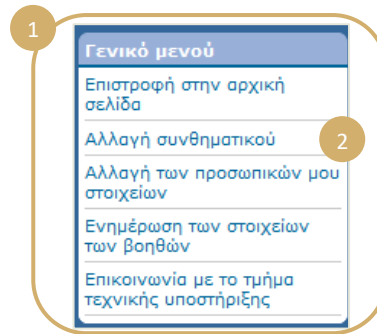 1
Γενικό μενού
Επιστροφή στην αρχική
σελίδα
Αλλαγή συνθηματικού
2
Αλλαγή των προσωπικών μου
στοιχείων
Ενημέρωση των στοιχείων
των βοηθών
Επικοινωνία με το τμήμα
τεχνικής υποστήριξης